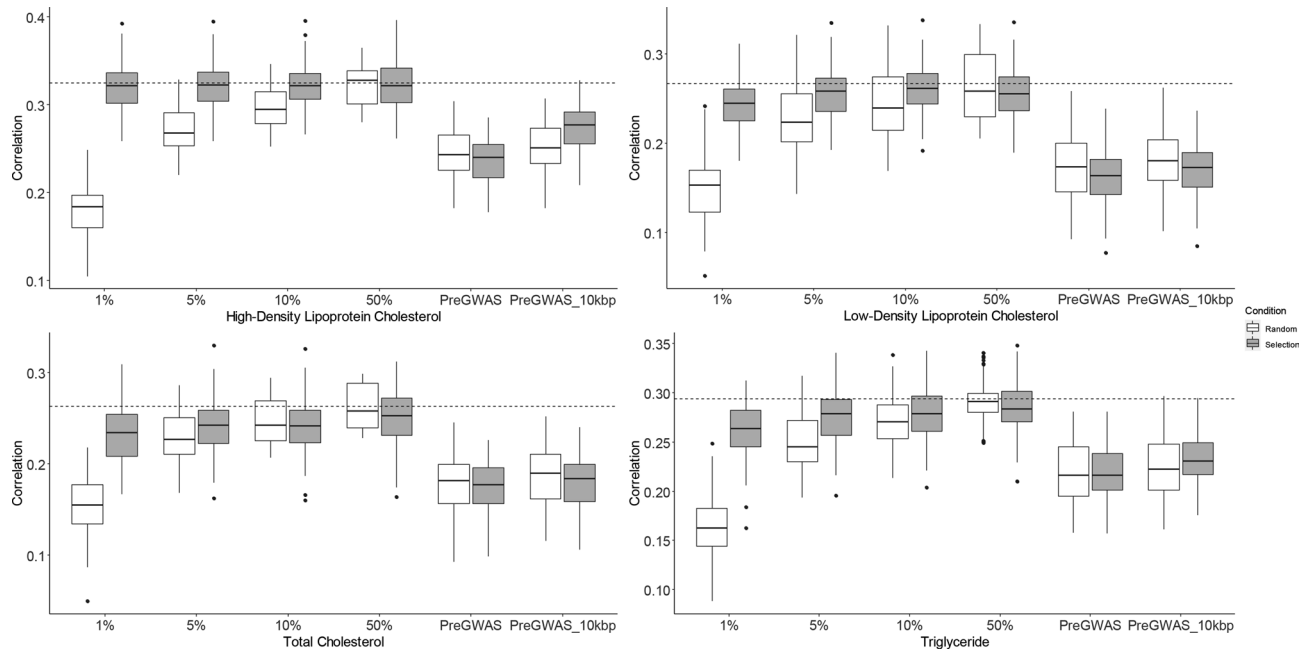 0.4
0.3
0.2
0.1
Correlation
1% 5% 10% 50% PreGWAS PreGWAS_10kbp
High-Density Lipoprotein Cholesterol
0.3
0.2
0.1
Correlation
1% 5% 10% 50% PreGWAS PreGWAS_10kbp
Low-Density Lipoprotein Cholesterol
Condition
Random
Selection
0.3
0.2
0.1
Correlation
1% 5% 10% 50% PreGWAS PreGWAS_10kbp
Total Cholesterol
0.35
0.30
0.25
0.20
0.15
0.10
Correlation
1% 5% 10% 50% PreGWAS PreGWAS_10kbp
Triglyceride